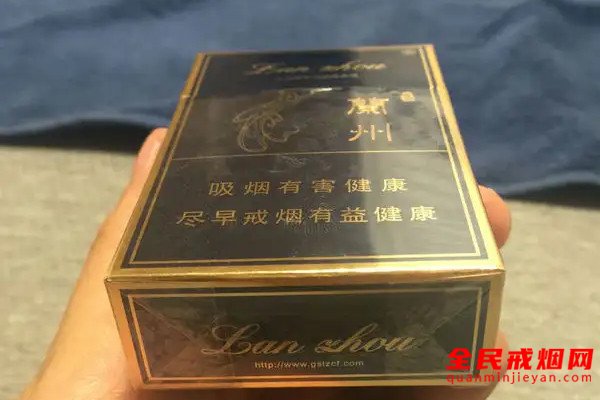 Lan zhou
蘭
州
吸烟有害健康
尽早戒烟有益健康
Lan zhou
http://www.gslzcf.com
全民戒烟网
quanminjieyan.com